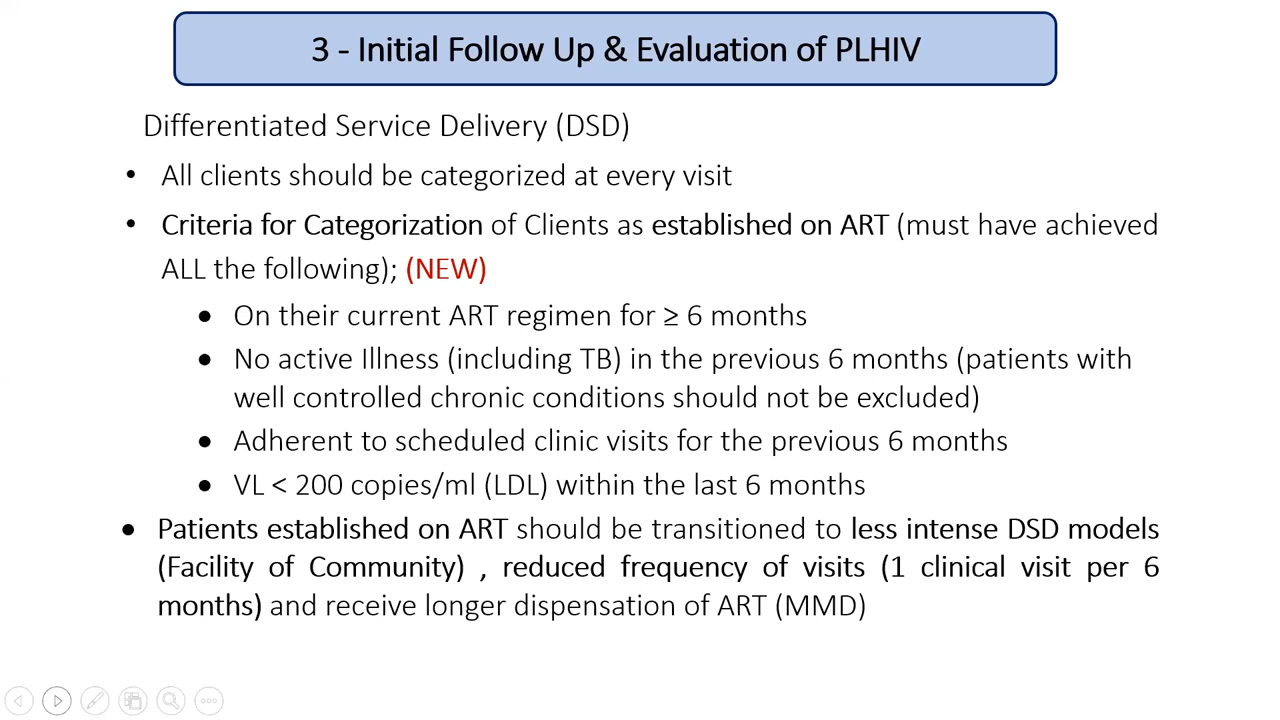 3 - Initial Follow Up & Evaluation of PLHIV
Differentiated Service Delivery (DSD)
• All clients should be categorized at every visit
• Criteria for Categorization of Clients as established on ART (must have achieved
ALL the following); (NEW)
● On their current ART regimen for ≥ 6 months
● No active Illness (including TB) in the previous 6 months (patients with
well controlled chronic conditions should not be excluded)
● Adherent to scheduled clinic visits for the previous 6 months
● VL < 200 copies/ml (LDL) within the last 6 months
● Patients established on ART should be transitioned to less intense DSD models
(Facility of Community) , reduced frequency of visits (1 clinical visit per 6
months) and receive longer dispensation of ART (MMD)